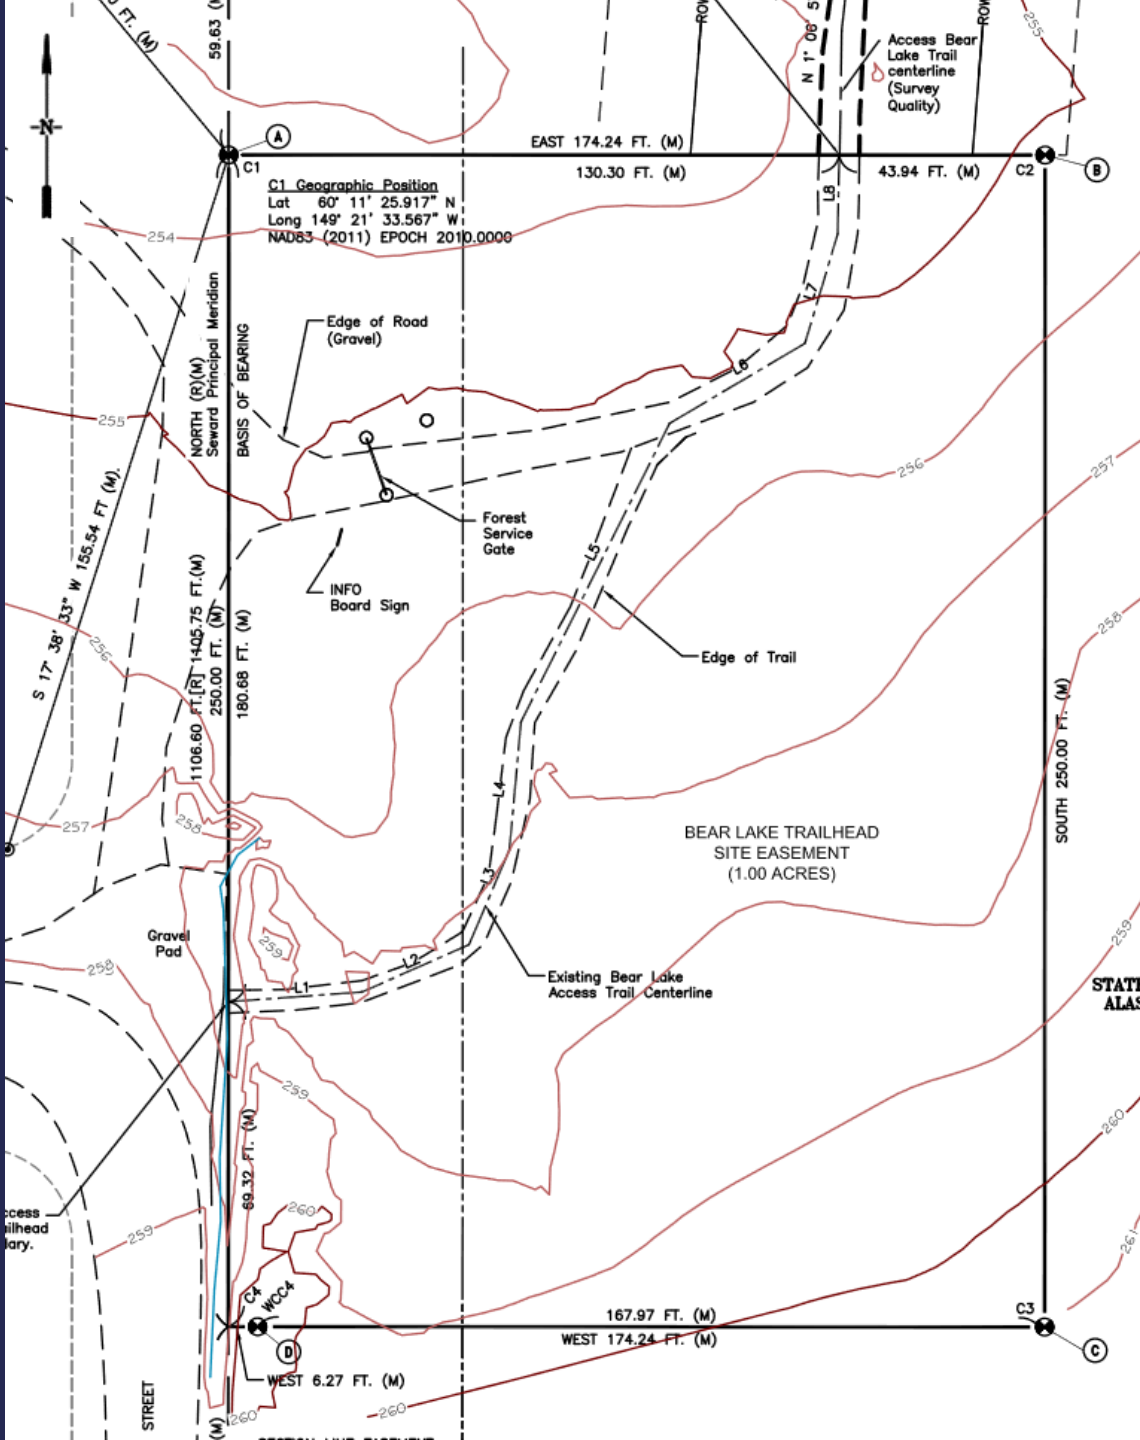 FT. (M)
59.63
N 1° 06'
ROW
ROW
255
Access Bear
Lake Trail
centerline
(Survey
Quality)
N
A
EAST 174.24 FT. (M)
C1
130.30 FT. (M)
43.94 FT. (M)
C2
B
C1 Geographic Position
Lat 60° 11' 25.917" N
Long 149° 21' 33.567" W
NAD83 (2011) EPOCH 2010.0000
L8
254
L7
Edge of Road
(Gravel)
NORTH (R)(M)
Seward Principal Meridian
BASIS OF BEARING
L6
255
256
257
S 17° 38' 33" W 155.54 FT (M).
Forest
Service
Gate
L5
INFO
Board Sign
1106.60 FT.[R] 1105.75 FT.(M)
250.00 FT. (M)
180.68 FT. (M)
258
256
Edge of Trail
SOUTH 250.00 FT. (M)
L4
257
258
BEAR LAKE TRAILHEAD
SITE EASEMENT
(1.00 ACRES)
L3
Gravel
Pad
259
259
258
L2
L1
Existing Bear Lake
Access Trail Centerline
STATE
ALAS
259
69.32 FT. (M)
260
ccess
ailhead
dary.
259
260
261
C4
WCC4
167.97 FT. (M)
C3
WEST 174.24 FT. (M)
D
C
WEST 6.27 FT. (M)
STREET
260
260
(M)